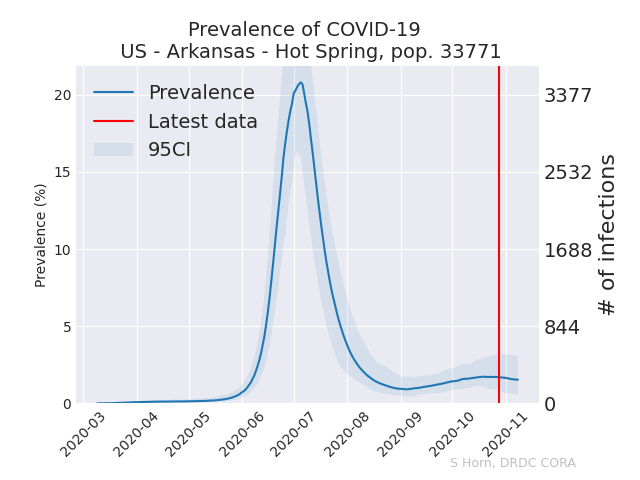 Prevalence of COVID-19
US - Arkansas - Hot Spring, pop. 33771
Prevalence
Latest data
95CI
Prevalence (%)
20
15
10
5
0
3377
2532
1688
844
0
# of infections
2020-03
2020-04
2020-05
2020-06
2020-07
2020-08
2020-09
2020-10
2020-11
S Horn, DRDC CORA